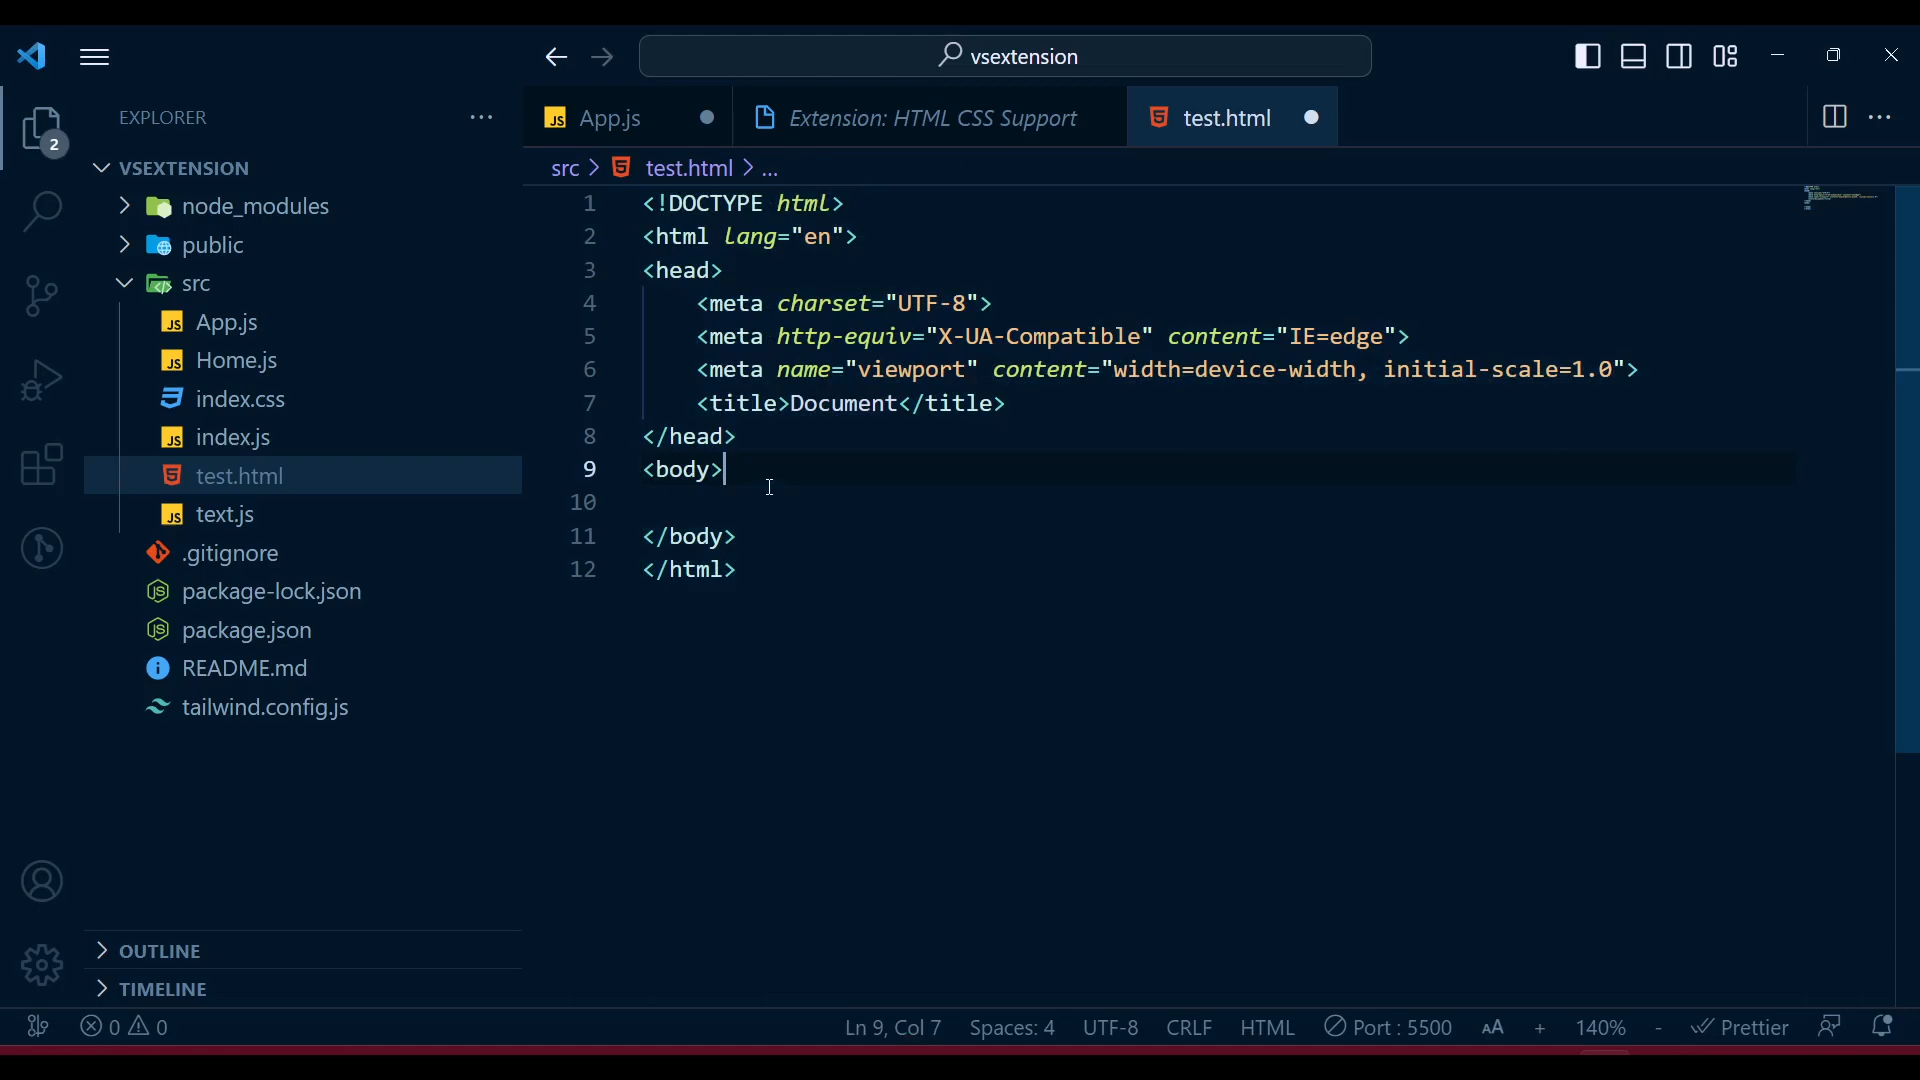 vsextension
EXPLORER
2
VSEXTENSION
node_modules
public
src
App.js
Home.js
index.css
index.js
test.html
text.js
.gitignore
package-lock.json
package.json
README.md
tailwind.config.js
OUTLINE
TIMELINE
JS App.js
Extension: HTML CSS Support
5 test.html
src > test.html > ...
1 <!DOCTYPE html>
2 <html lang="en">
3 <head>
4 <meta charset="UTF-8">
5 <meta http-equiv="X-UA-Compatible" content="IE=edge">
6 <meta name="viewport" content="width=device-width, initial-scale=1.0">
7 <title>Document</title>
8 </head>
9 <body>
10
11 </body>
12 </html>
0 0 Ln 9, Col 7 Spaces: 4 UTF-8 CRLF HTML Port : 5500 AA + 140% - Prettier